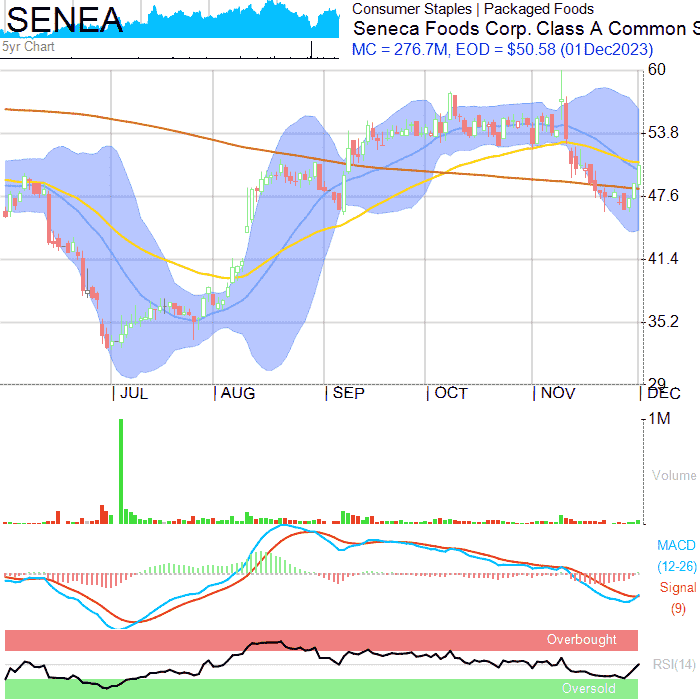 SENEA
5yr Chart
Consumer Staples | Packaged Foods
Seneca Foods Corp. Class A Common S
MC = 276.7M, EOD = $50.58 (01Dec2023)
60
53.8
47.6
41.4
35.2
29
JUL AUG SEP OCT NOV DEC
1M
Volume
MACD
(12-26)
Signal
(9)
Overbought
RSI(14)
Oversold